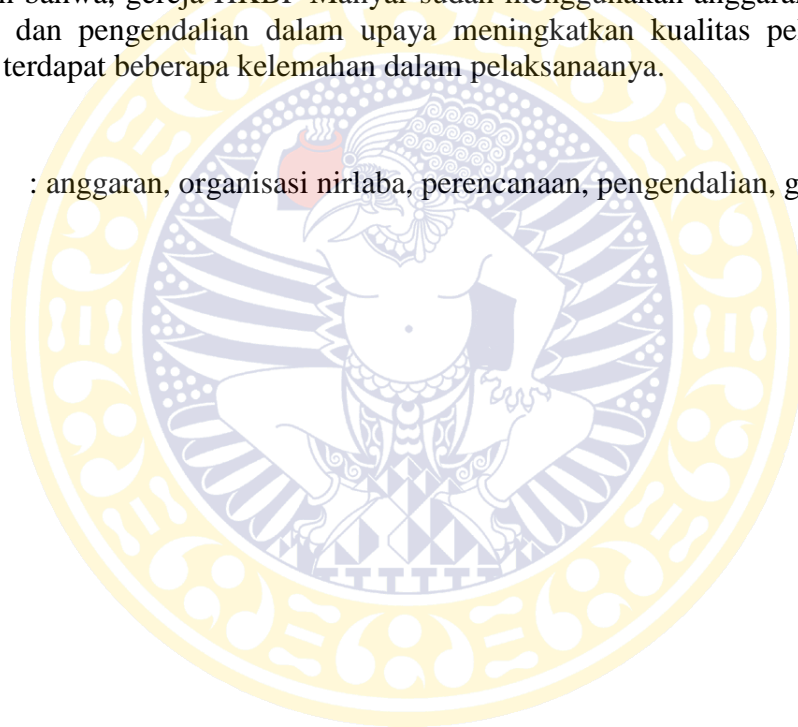 bahwa, gereja HKBP Manyar sudah menggunakan anggaran
dan pengendalian dalam upaya meningkatkan kualitas
terdapat beberapa kelemahan dalam pelaksanaanya.
: anggaran, organisasi nirlaba, perencanaan, pengendalian,